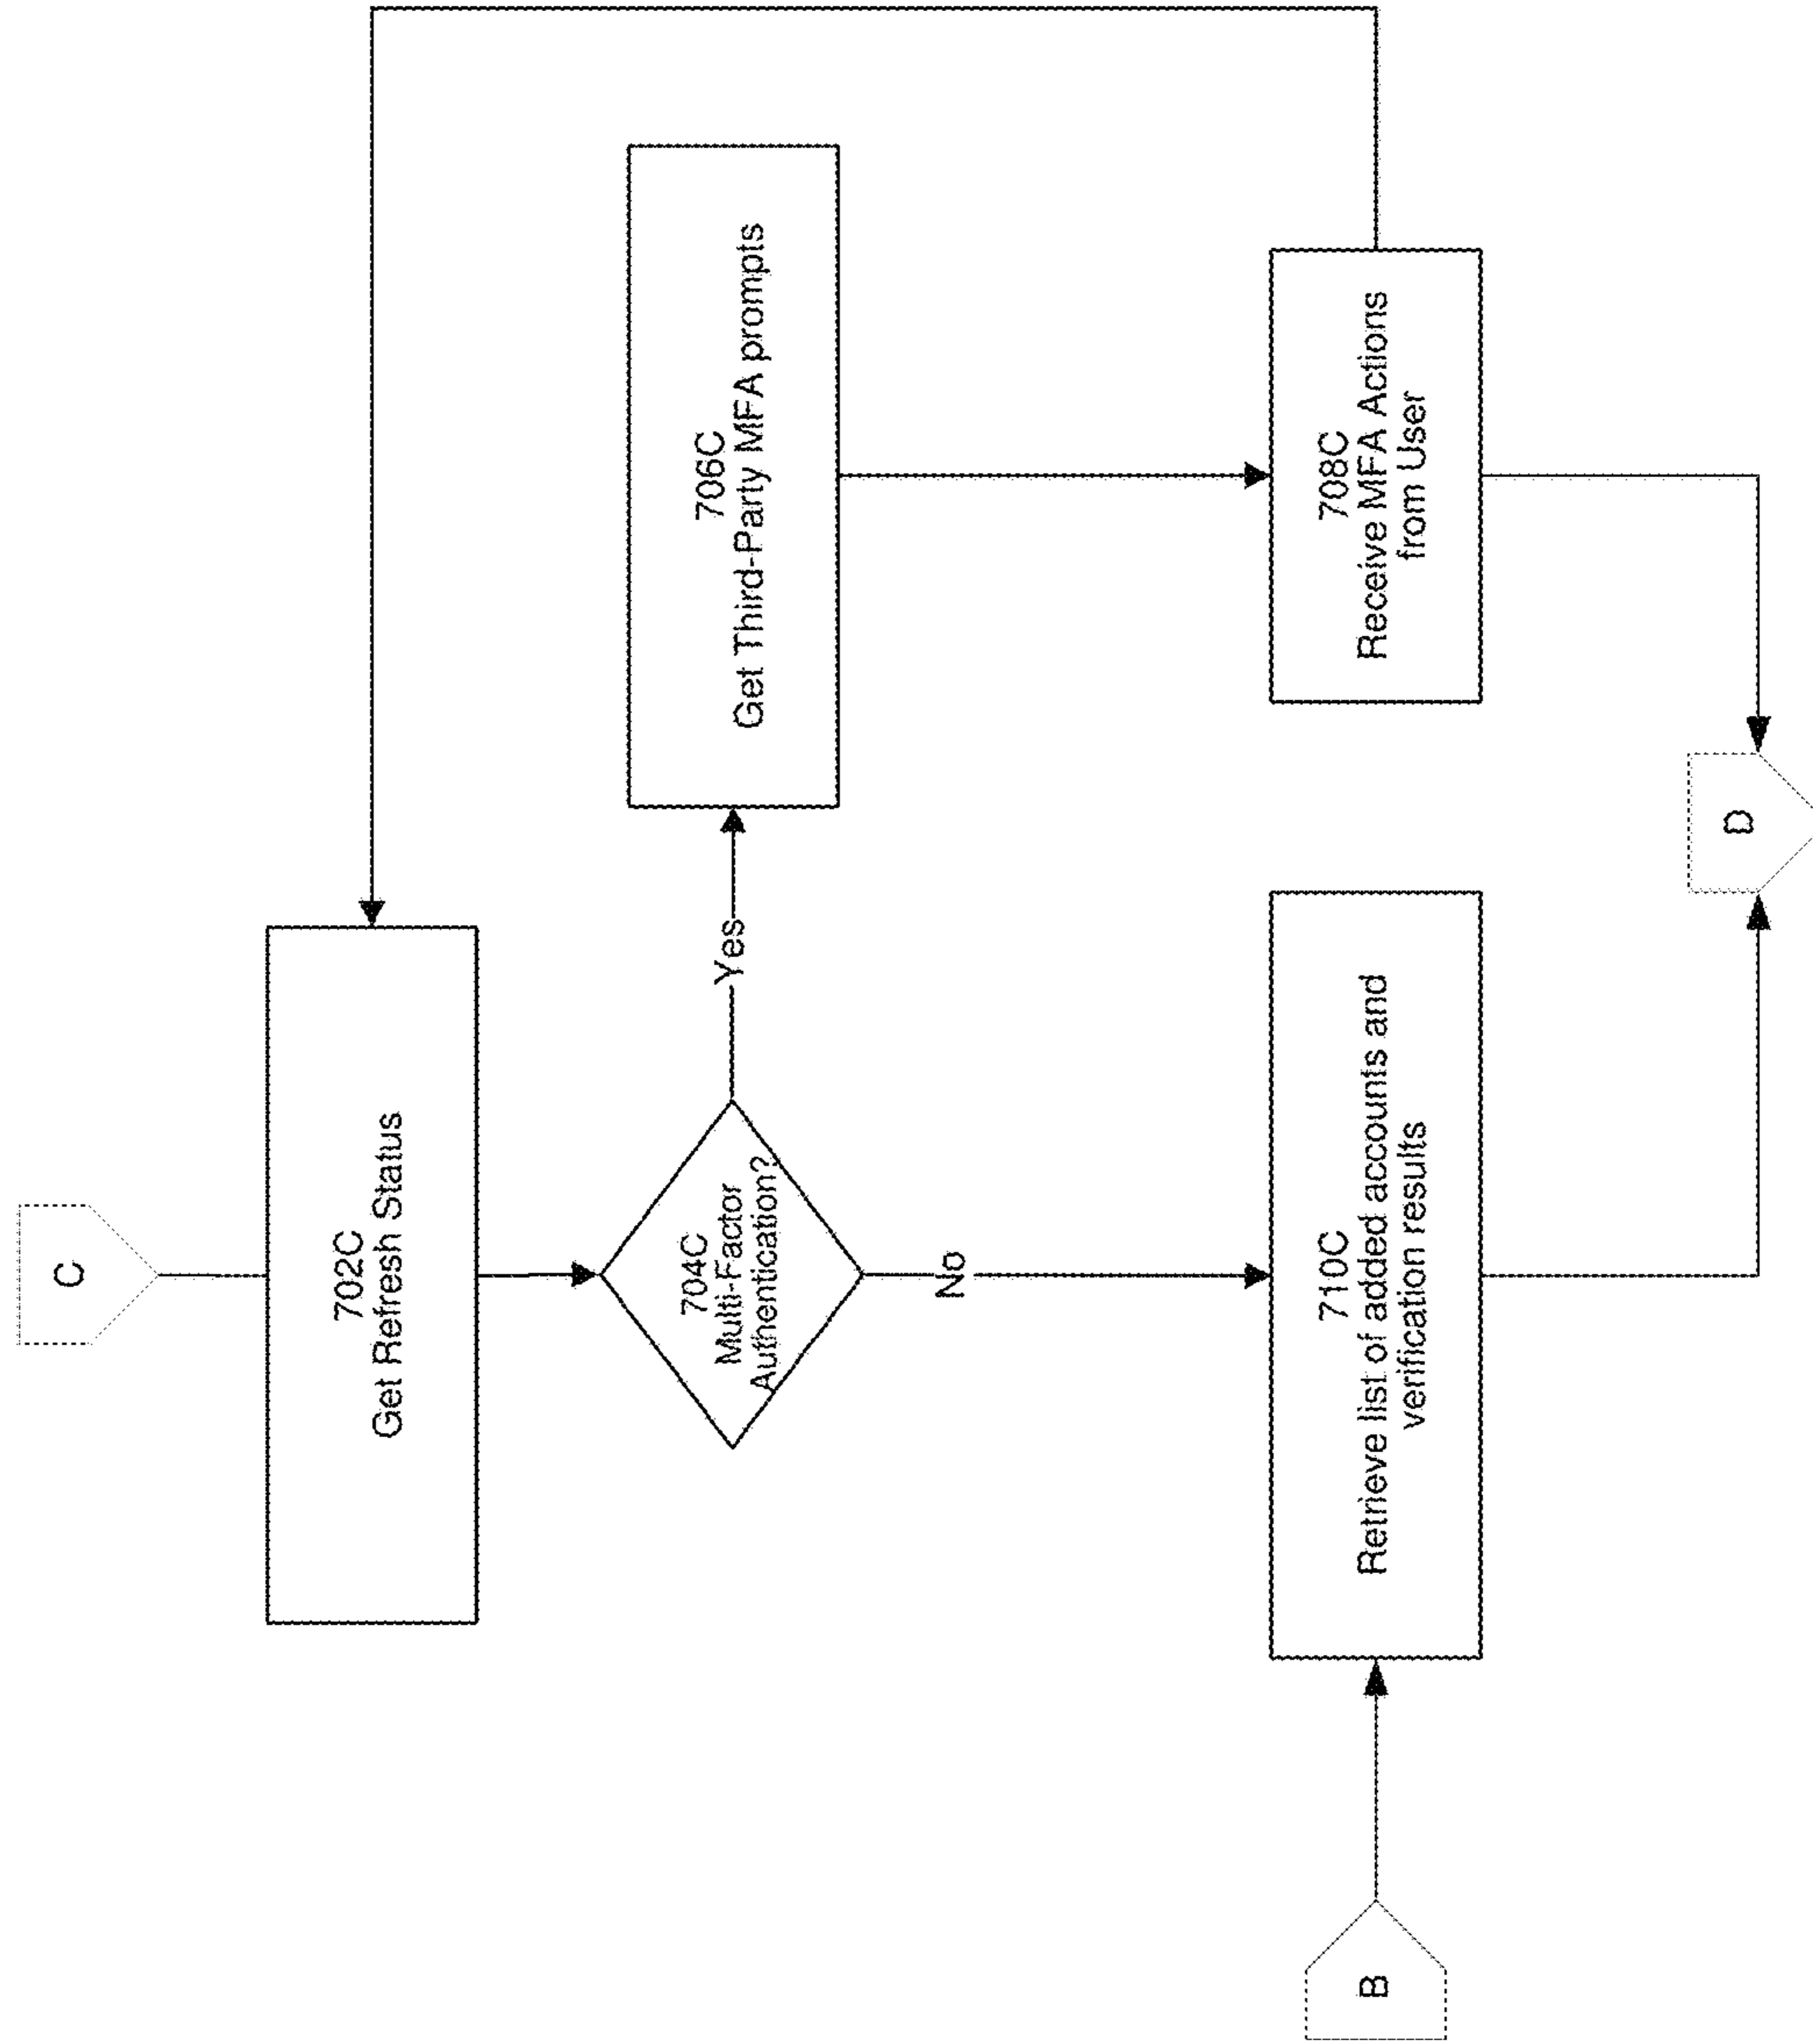 C
702C
Get Refresh Status
704C
Multi-Factor
Authentication?
Yes
706C
Get Third-Party MFA prompts
No
708C
Receive MFA Actions
from User
710C
Retrieve list of added accounts and
verification results
B
D